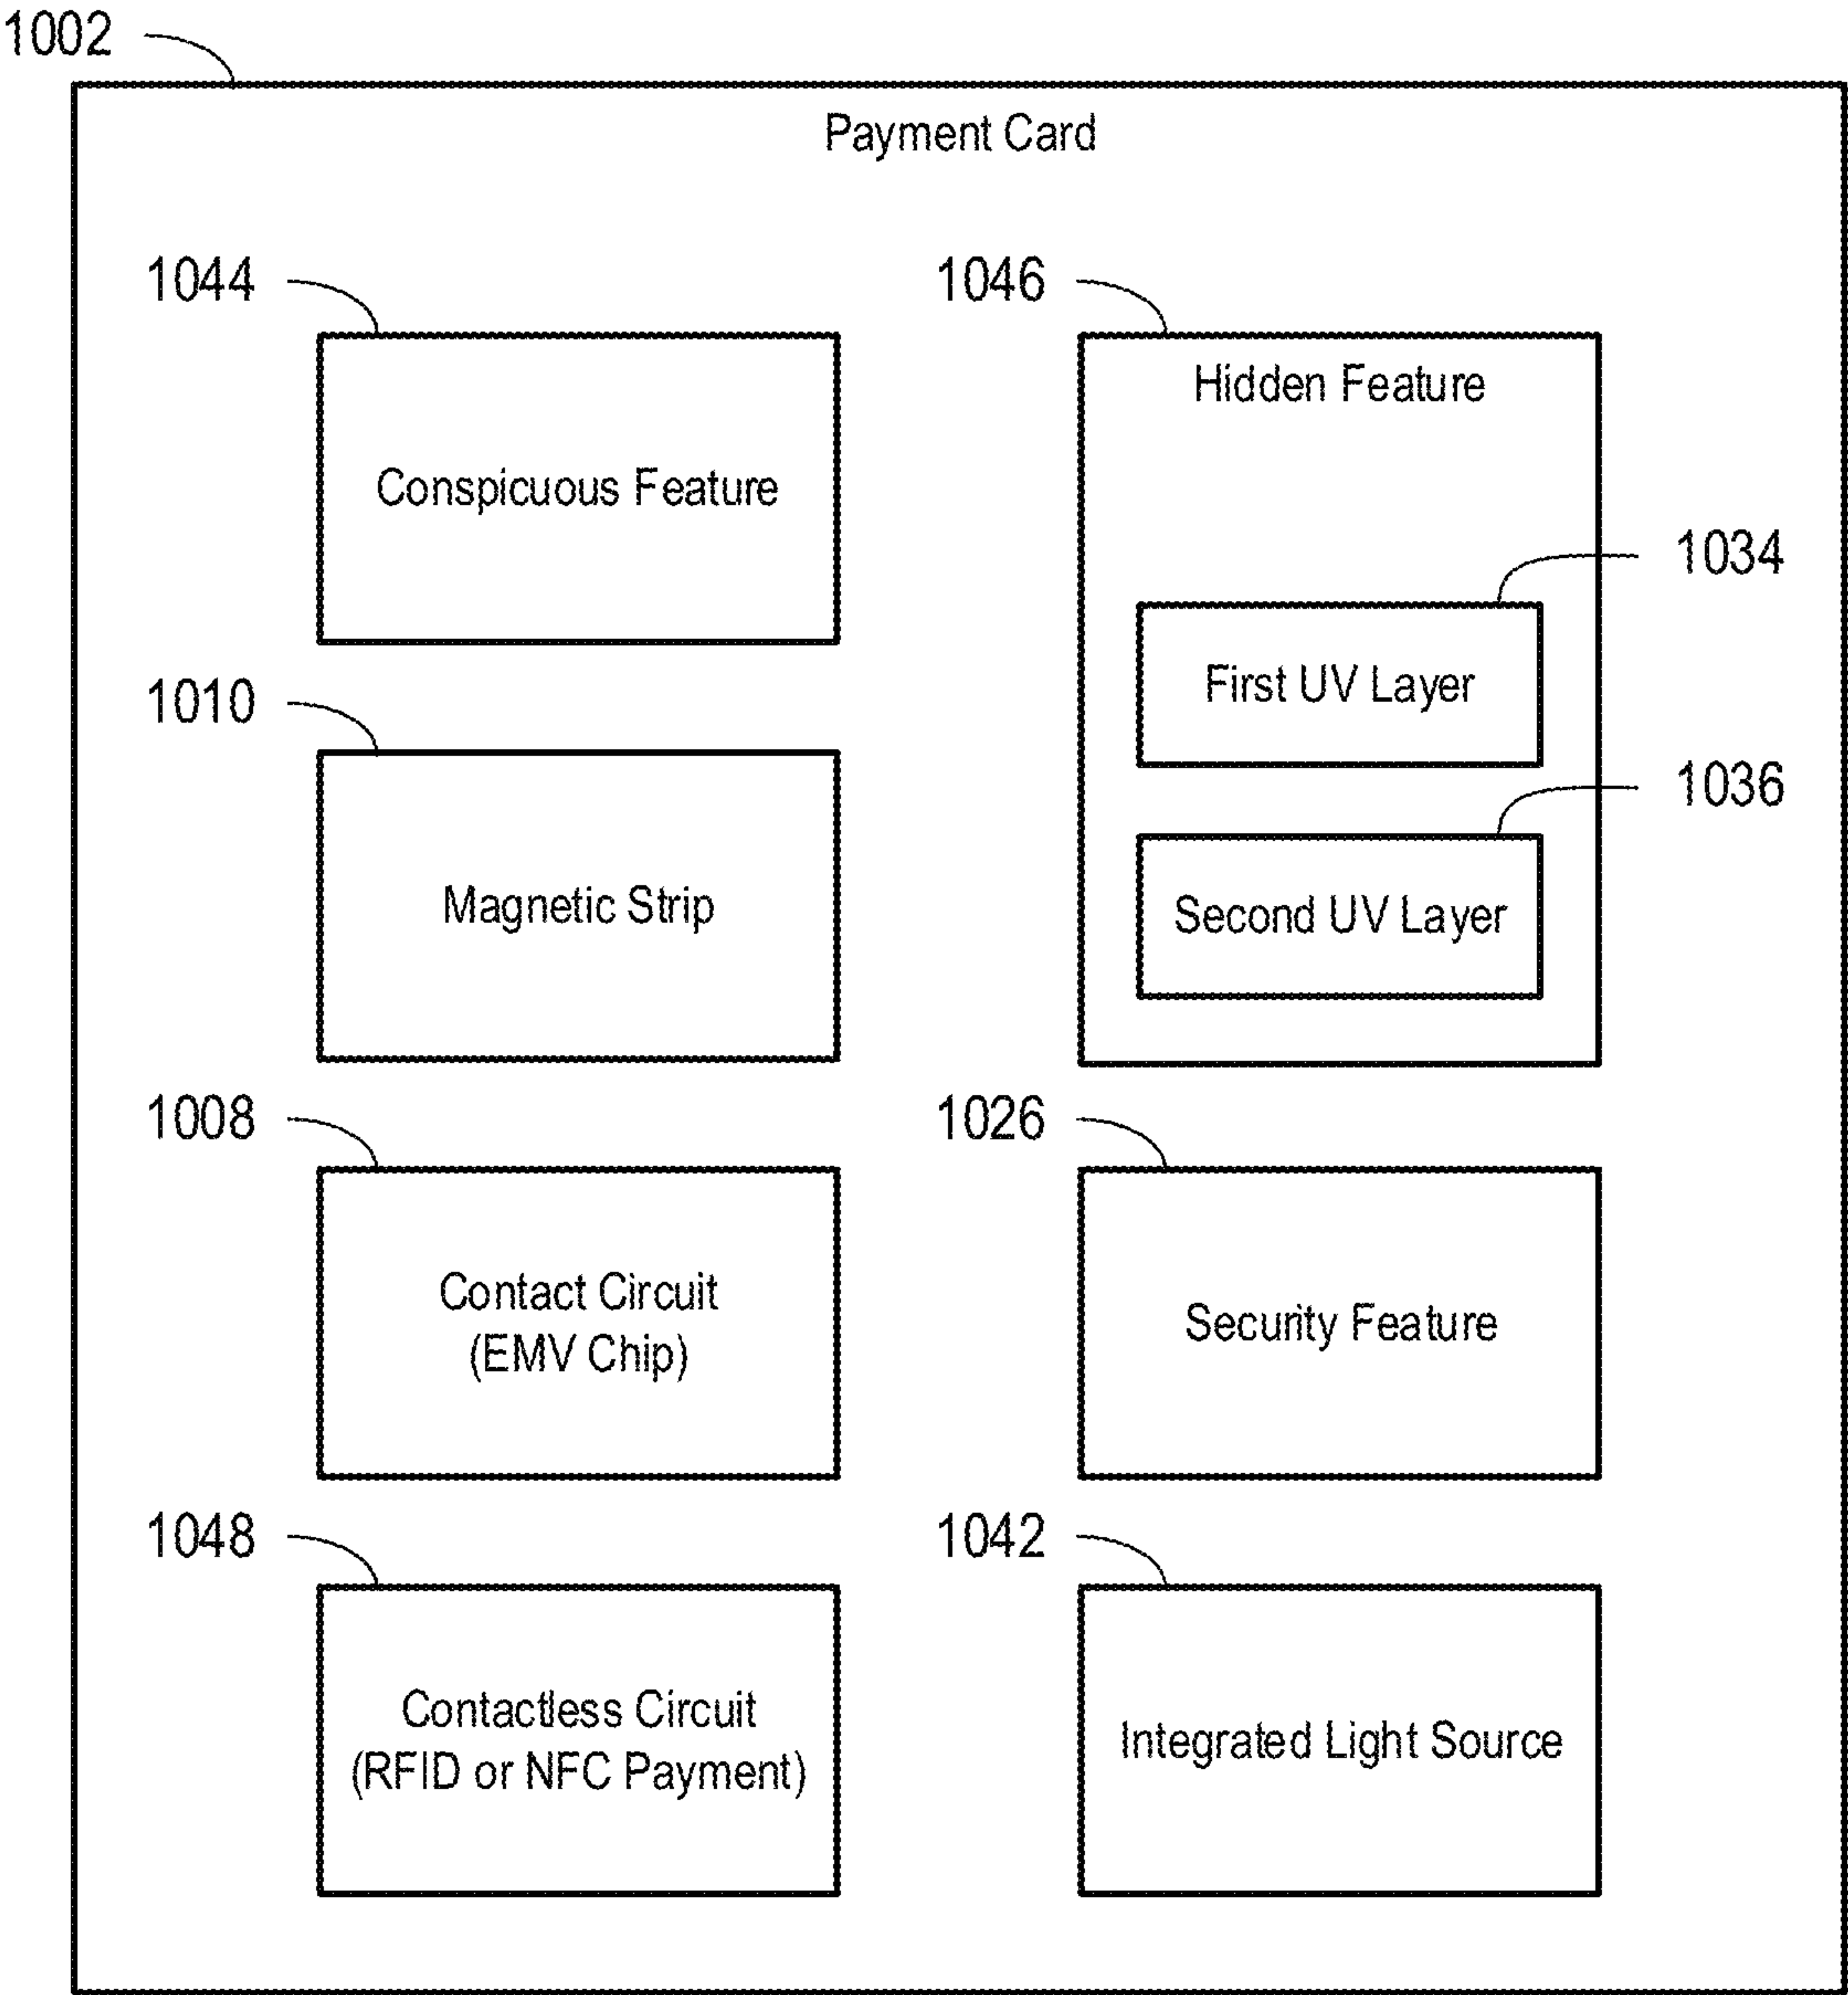 1002
Payment Card
1044
Conspicuous Feature
1046
Hidden Feature
1034
First UV Layer
1036
Second UV Layer
1010
Magnetic Strip
1008
Contact Circuit
(EMV Chip)
1026
Security Feature
1048
Contactless Circuit
(RFID or NFC Payment)
1042
Integrated Light Source